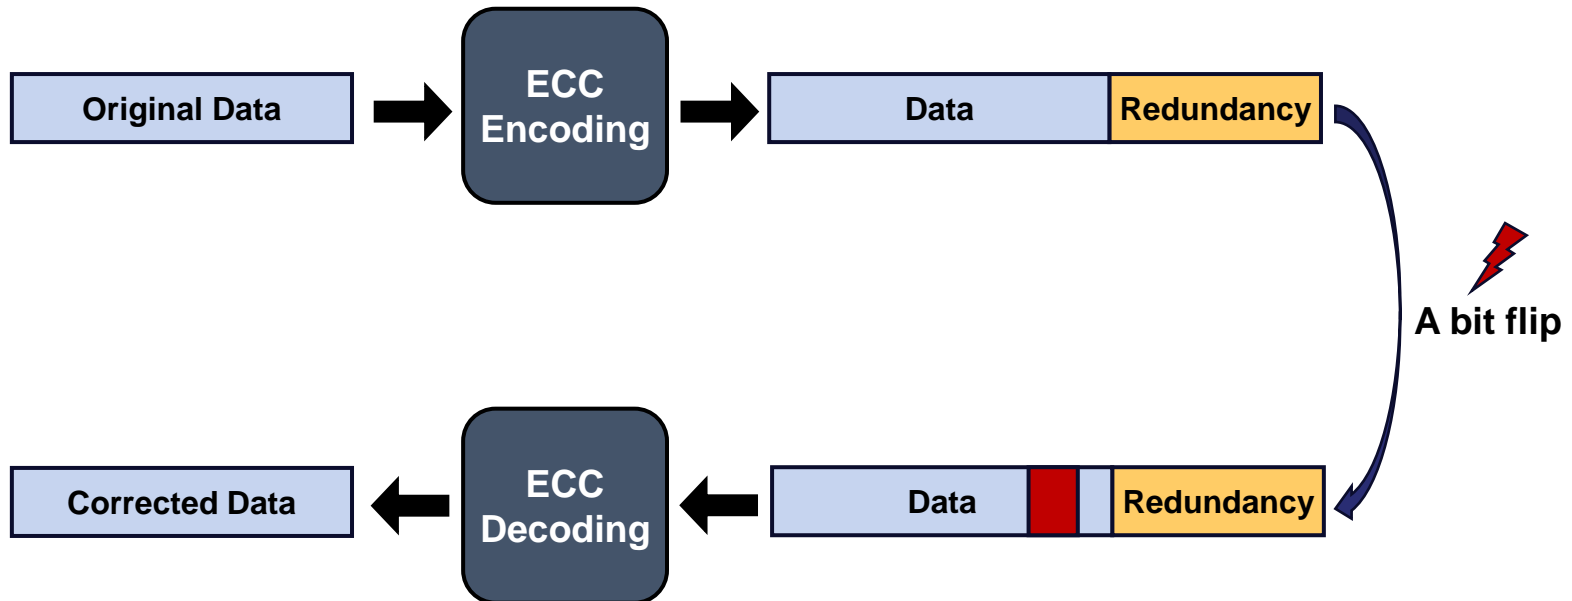 Original Data
ECC
Encoding
Data
Redundancy
A bit flip
Corrected Data
ECC
Decoding
Data
Redundancy